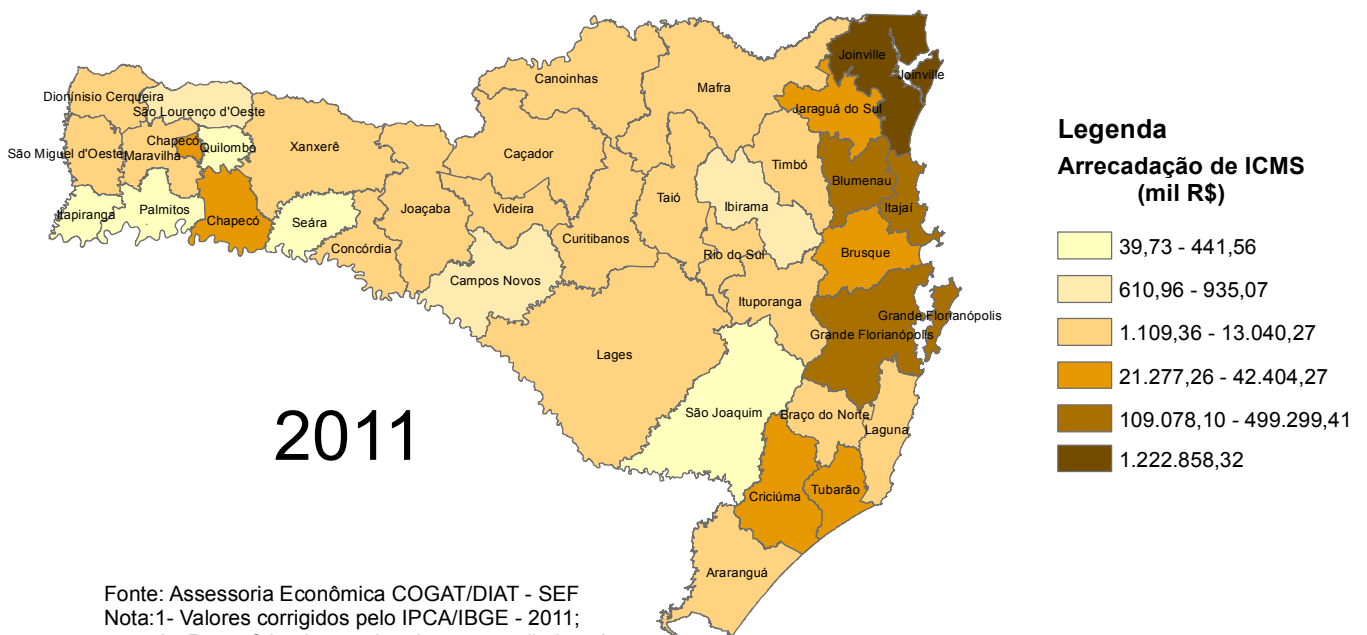 Joinville
Joinville
Canoinhas
Mafra
Dionínisio Cerqueira
São Lourenço d'Oeste
Jaraguá do Sul
Chapecó
Quilombo
Xanxerê
São Miguel d'Oeste
Maravilha
Caçador
Timbó
Blumenau
Taió
Ibirama
Itajaí
Itapiranga
Palmitos
Chapecó
Seára
Joaçaba
Videira
Curitibanos
Concórdia
Rio do Sul
Brusque
Campos Novos
Ituporanga
Grande Florianópolis
Grande Florianópolis
Lages
São Joaquim
Braço do Norte
Laguna
Criciúma
Tubarão
Araranguá
2011
Legenda
Arrecadação de ICMS
(mil R$)
39,73 - 441,56
610,96 - 935,07
1.109,36 - 13.040,27
21.277,26 - 42.404,27
109.078,10 - 499.299,41
1.222.858,32
Fonte: Assessoria Econômica COGAT/DIAT - SEF
Nota:1- Valores corrigidos pelo IPCA/IBGE - 2011;